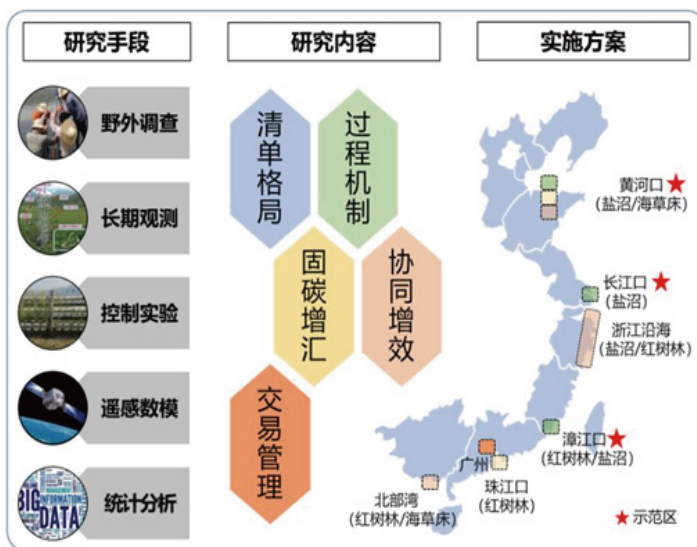 研究手段
研究内容
实施方案
野外调查
长期观测
控制实验
遥感数模
统计分析
BIG
INFORMATION
DATA
清单格局
过程机制
固碳增汇
协同增效
交易管理
黄河口
(盐沼/海草床)
长江口
(盐沼)
浙江沿海
(盐沼/红树林)
漳江口
(红树林/盐沼)
广州
珠江口
(红树林)
北部湾
(红树林/海草床)
示范区